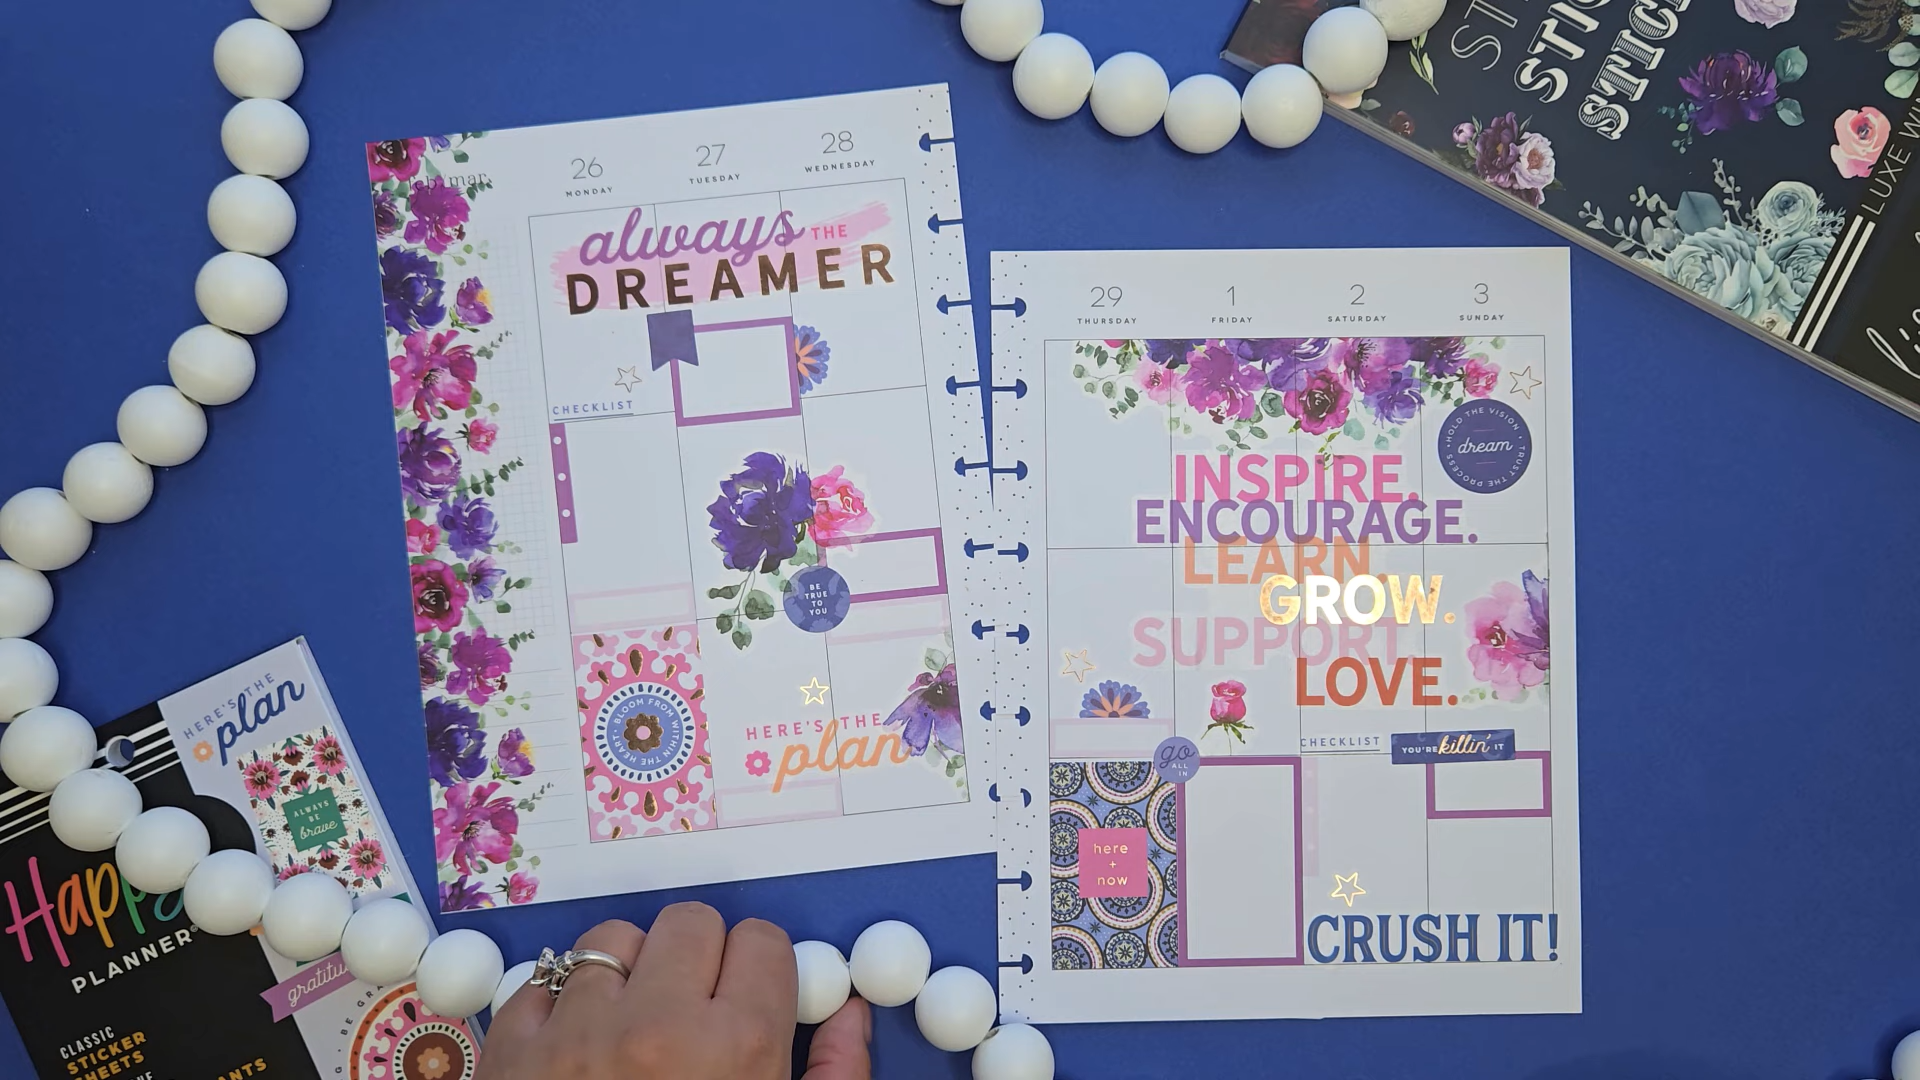 feb/mar
26
MONDAY
27
TUESDAY
28
WEDNESDAY
always THE
DREAMER
CHECKLIST
BE
TRUE
TO
YOU
BLOOM FROM WITHIN THE HEART
HERE'S THE
plan
29
THURSDAY
1
FRIDAY
2
SATURDAY
3
SUNDAY
HOLD THE VISION • TRUST THE PROCESS
dream
INSPIRE.
ENCOURAGE.
LEARN.
GROW.
SUPPORT.
LOVE.
go
ALL
IN
CHECKLIST
YOU'RE killin' IT
here
+
now
CRUSH IT!
HERE'S THE
plan
ALWAYS
BE
brave
Happy
PLANNER
CLASSIC
STICKER
SHEETS
LUXE